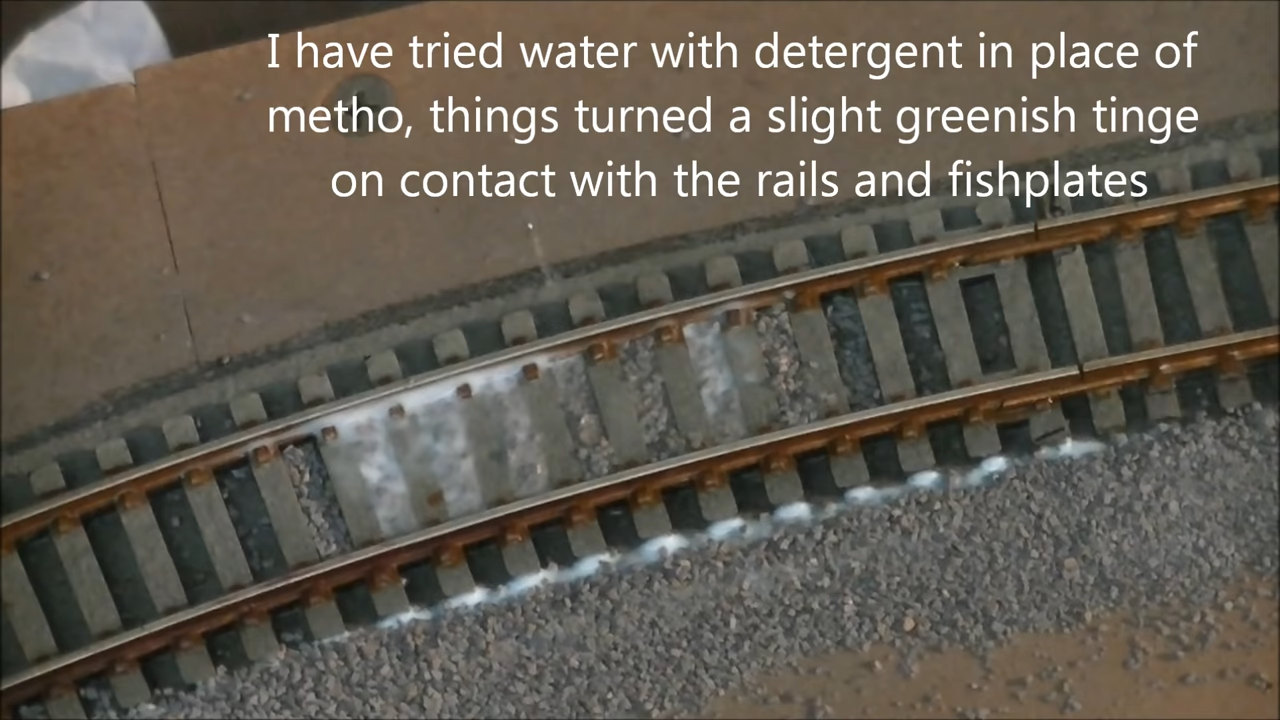 I have tried water with detergent in place of
metho, things turned a slight greenish tinge
on contact with the rails and fishplates